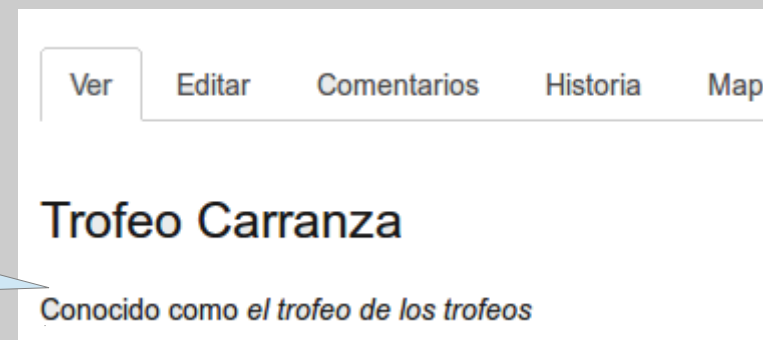 Ver Editar Comentarios Historia Map
Trofeo Carranza
Conocido como el trofeo de los trofeos